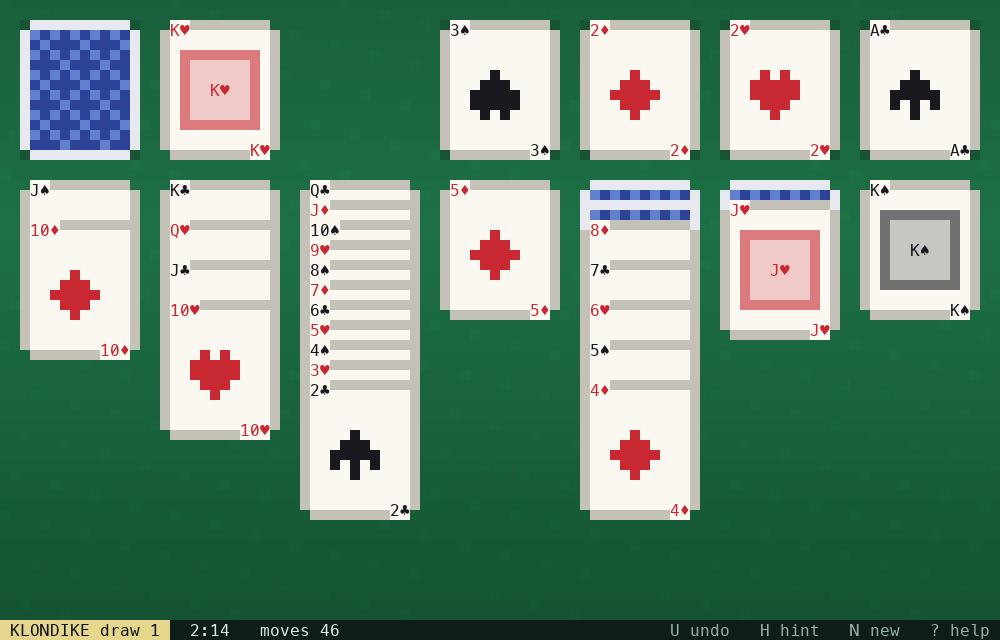 K♥ 3♠ 2♦ 2♥ A♣
K♥
K♥ 3♠ 2♦ 2♥ A♣
J♠ K♣ Q♣ 5♦ K♠
J♦ J♥
10♦ Q♥ 10♠ 8♦
9♥ K♠
J♣ 8♠ 7♣ J♥
7♦
10♥ 6♣ 5♦ 6♥ K♠
5♥ J♥
10♦ 4♠ 5♠
3♥
2♣ 4♦
10♥
2♣ 4♦
KLONDIKE draw 1 2:14 moves 46 U undo H hint N new ? help